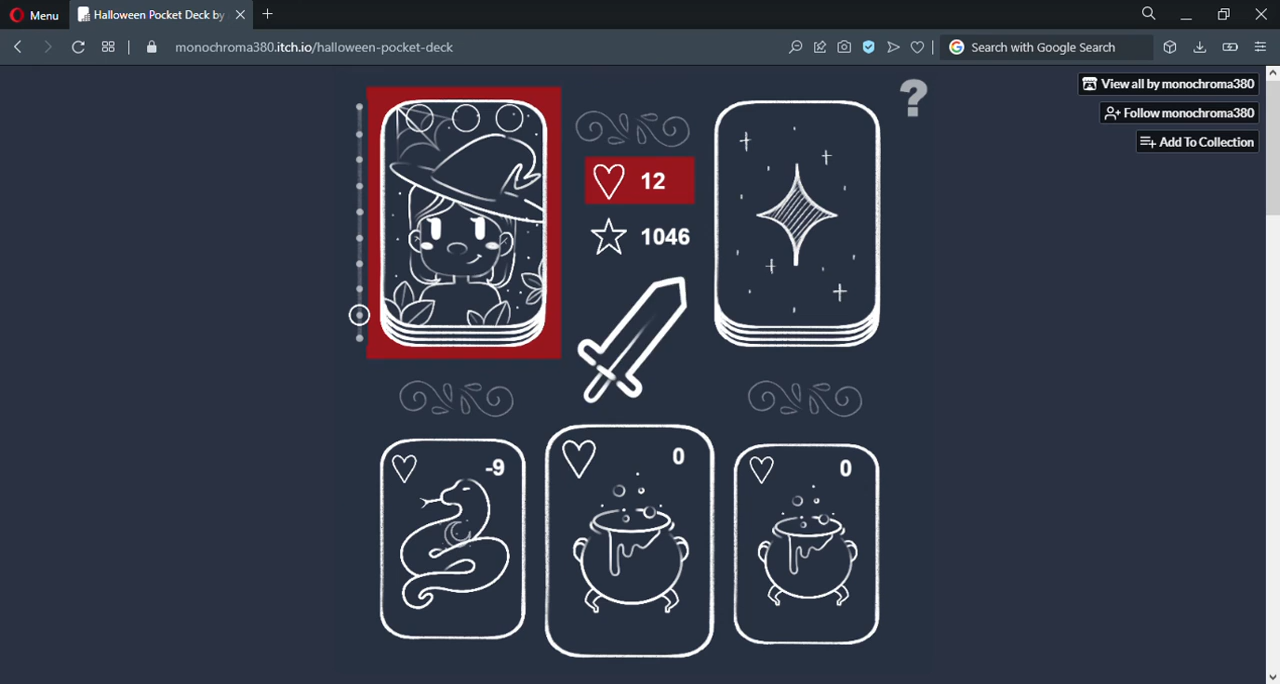 Menu
Halloween Pocket Deck by
monochroma380.itch.io/halloween-pocket-deck
Search with Google Search
View all by monochroma380
Follow monochroma380
Add To Collection
?
12
1046
-9
0
0